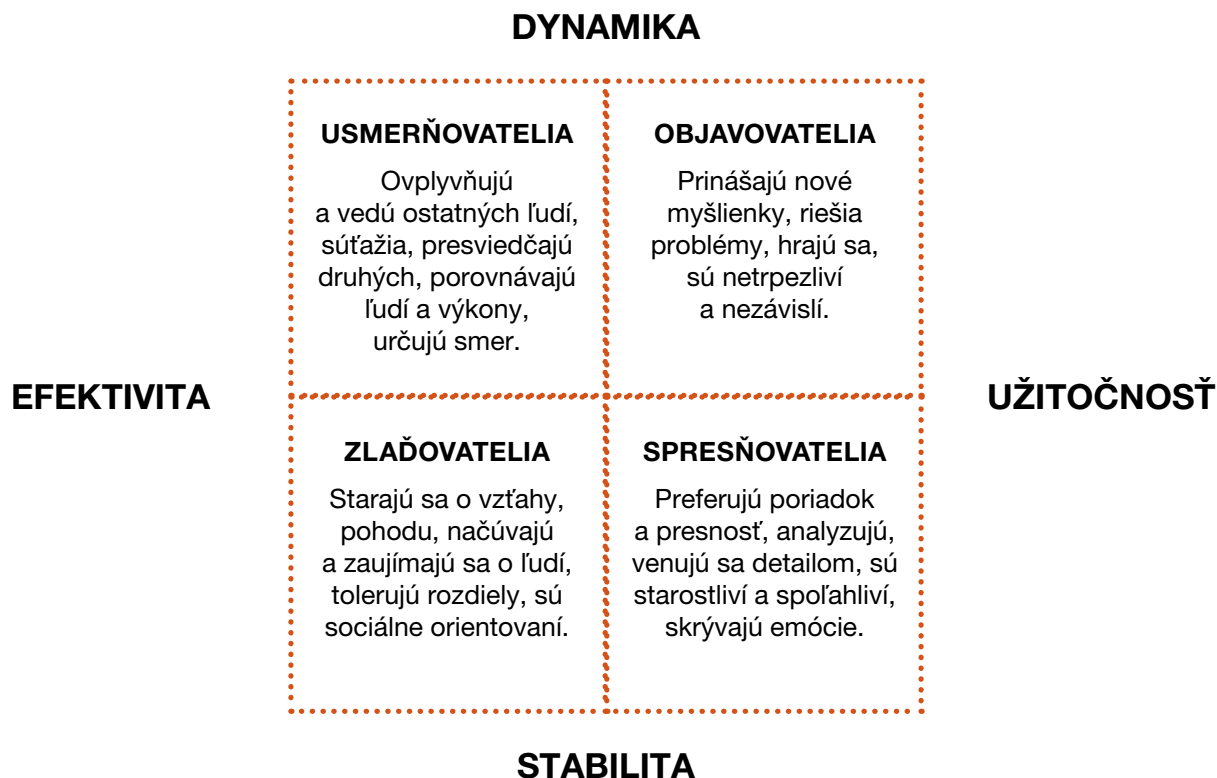 DYNAMIKA
USMERŇOVATELIA
Ovplyvňujú
a vedú ostatných ľudí,
súťažia, presviedčajú
druhých, porovnávajú
ľudí a výkony,
určujú smer.
OBJAVOVATELIA
Prinášajú nové
myšlienky, riešia
problémy, hrajú sa,
sú netrpezliví
a nezávislí.
EFEKTIVITA
UŽITOČNOSŤ
ZLAĎOVATELIA
Starajú sa o vzťahy,
pohodu, načúvajú
a zaujímajú sa o ľudí,
tolerujú rozdiely, sú
sociálne orientovaní.
SPRESŇOVATELIA
Preferujú poriadok
a presnosť, analyzujú,
venujú sa detailom, sú
starostliví a spoľahliví,
skrývajú emócie.
STABILITA